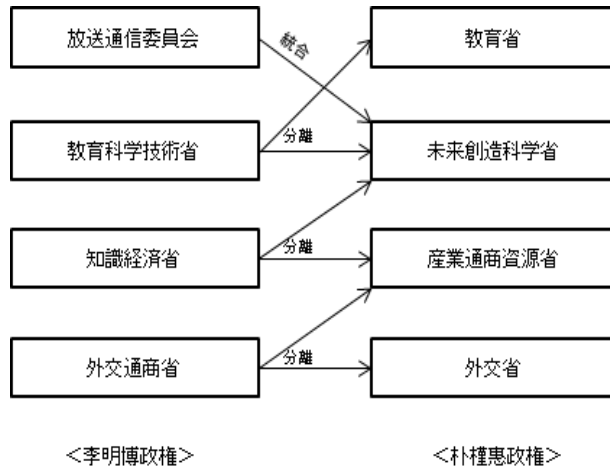 放送通信委員会
統合
教育省
教育科学技術省
分離
未来創造科学省
知識経済省
分離
産業通商資源省
外交通商省
分離
外交省
＜李明博政権＞
＜朴槿恵政権＞